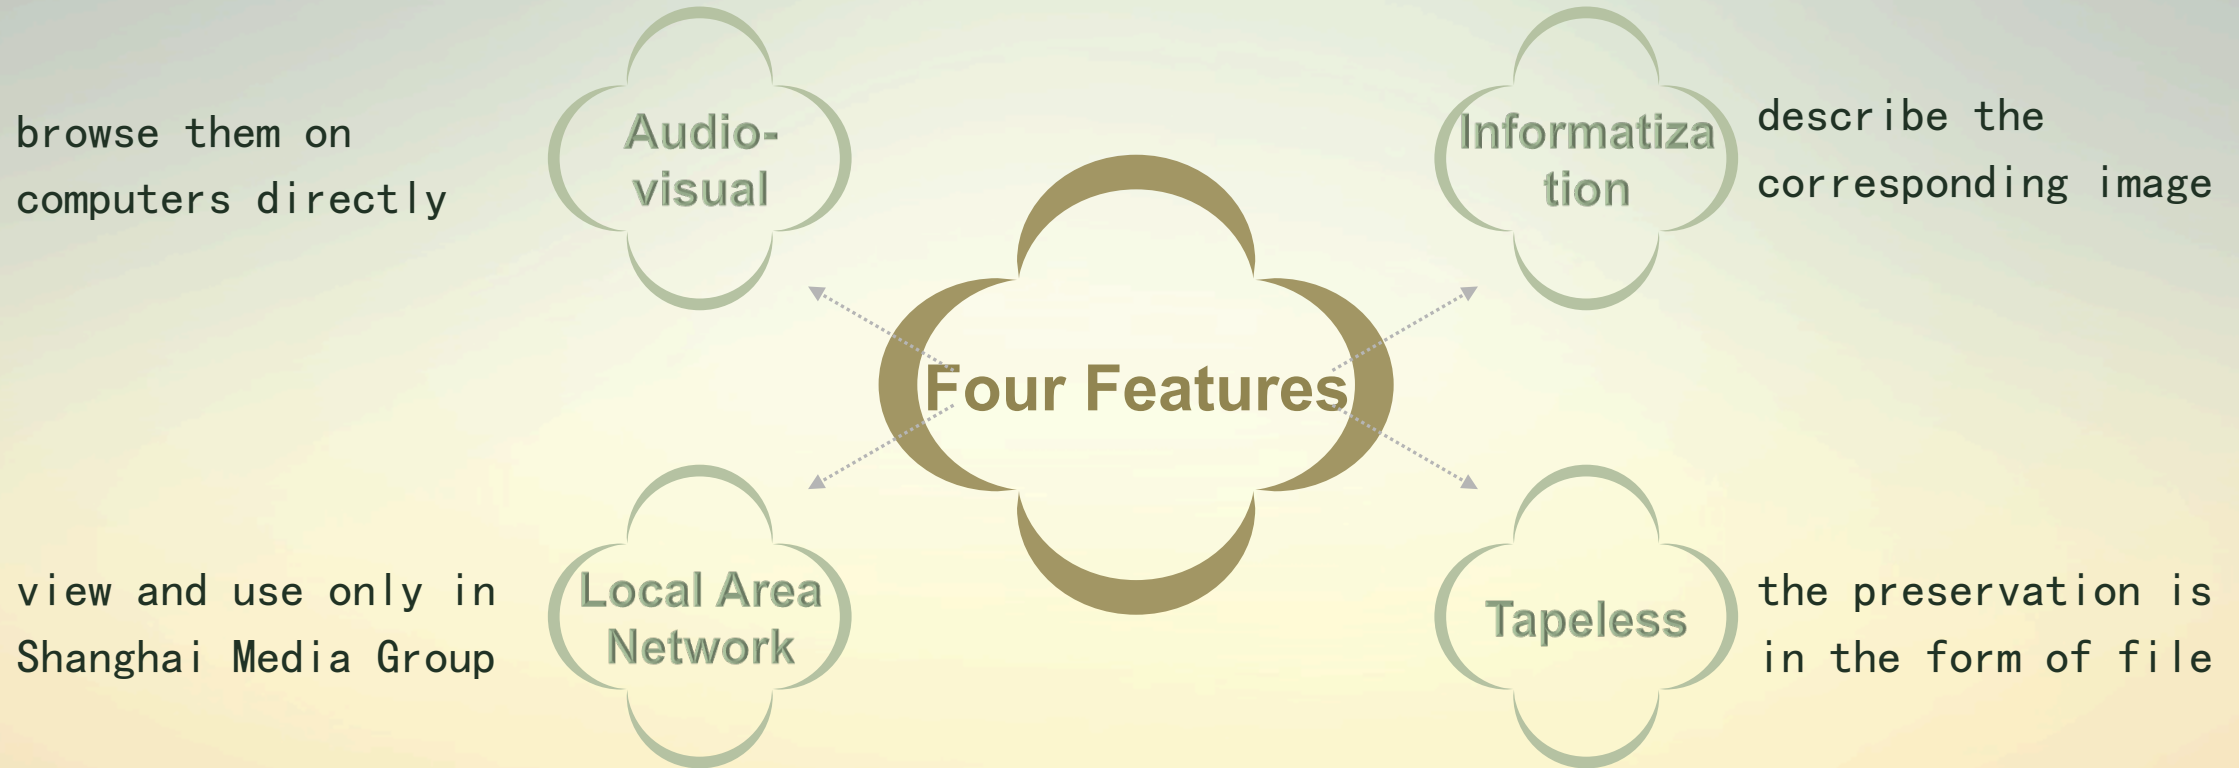 browse them on
computers directly
Audio-
visual
Informatiza
tion
describe the
corresponding image
Four Features
view and use only in
Shanghai Media Group
Local Area
Network
Tapeless
the preservation is
in the form of file